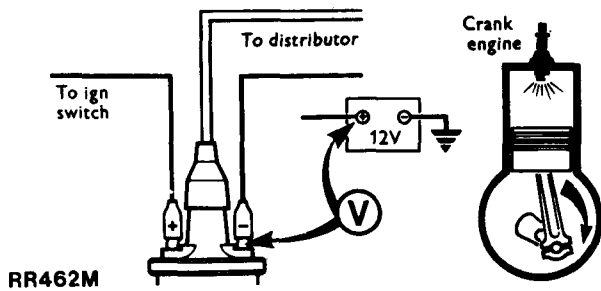 To distributor
Crank
engine
To ign
switch
+ −
12V
V
+ −
RR462M